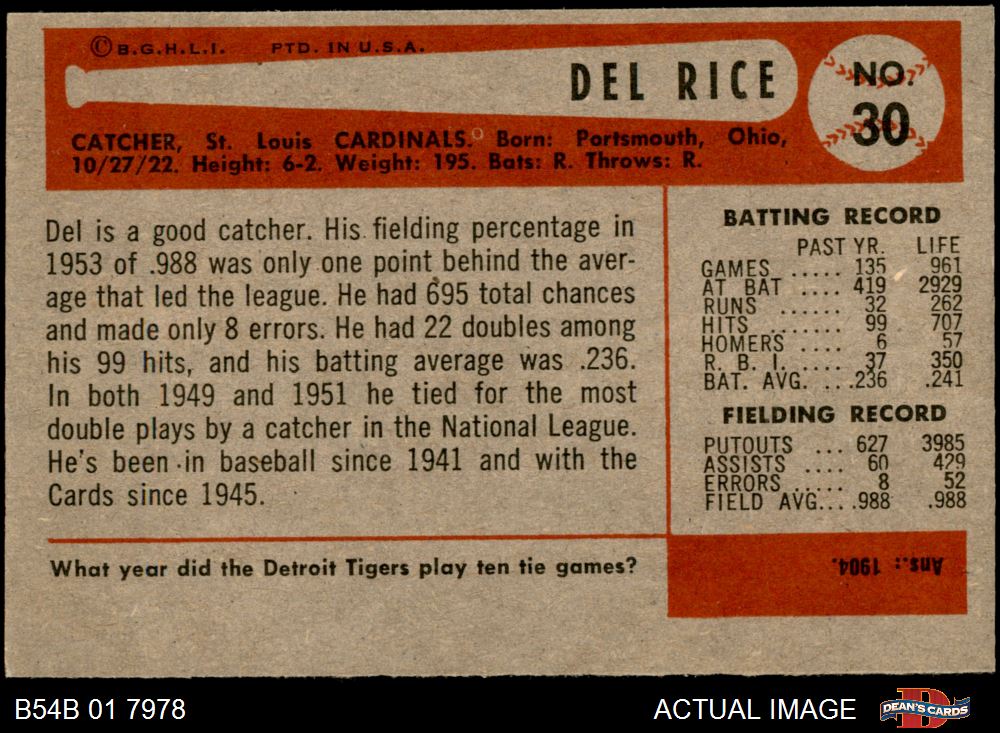 © B.G.H.L.I. PTD. IN U.S.A.
DEL RICE
NO.
30
CATCHER, St. Louis CARDINALS. Born: Portsmouth, Ohio,
10/27/22. Height: 6-2. Weight: 195. Bats: R. Throws: R.
Del is a good catcher. His fielding percentage in
1953 of .988 was only one point behind the aver-
age that led the league. He had 695 total chances
and made only 8 errors. He had 22 doubles among
his 99 hits, and his batting average was .236.
In both 1949 and 1951 he tied for the most
double plays by a catcher in the National League.
He's been in baseball since 1941 and with the
Cards since 1945.
BATTING RECORD
PAST YR. LIFE
GAMES ..... 135 961
AT BAT .... 419 2929
RUNS ...... 32 262
HITS ....... 99 707
HOMERS .... 6 57
R. B. I. .... 37 350
BAT. AVG. ... .236 .241
FIELDING RECORD
PUTOUTS ... 627 3985
ASSISTS .... 60 429
ERRORS ..... 8 52
FIELD AVG.... .988 .988
What year did the Detroit Tigers play ten tie games?
Ans.: 1904.
B54B 01 7978
ACTUAL IMAGE
DEAN'S CARDS